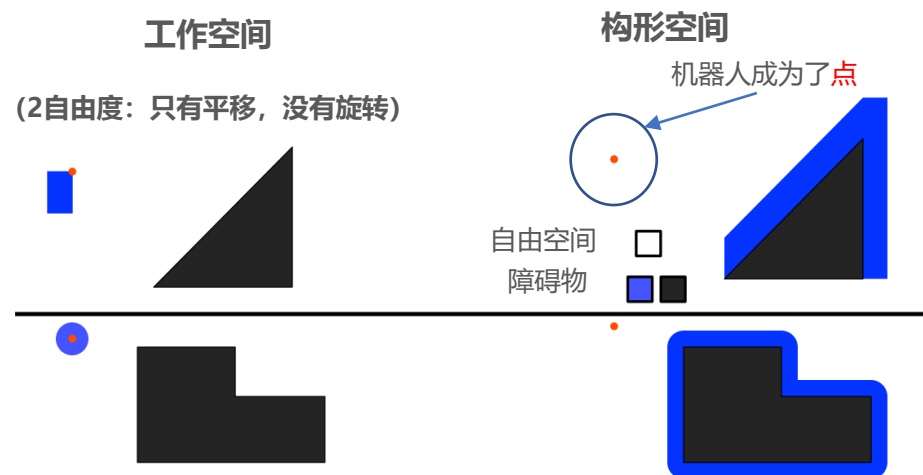 工作空间
构形空间
机器人成为了点
(2自由度：只有平移，没有旋转)
自由空间
障碍物